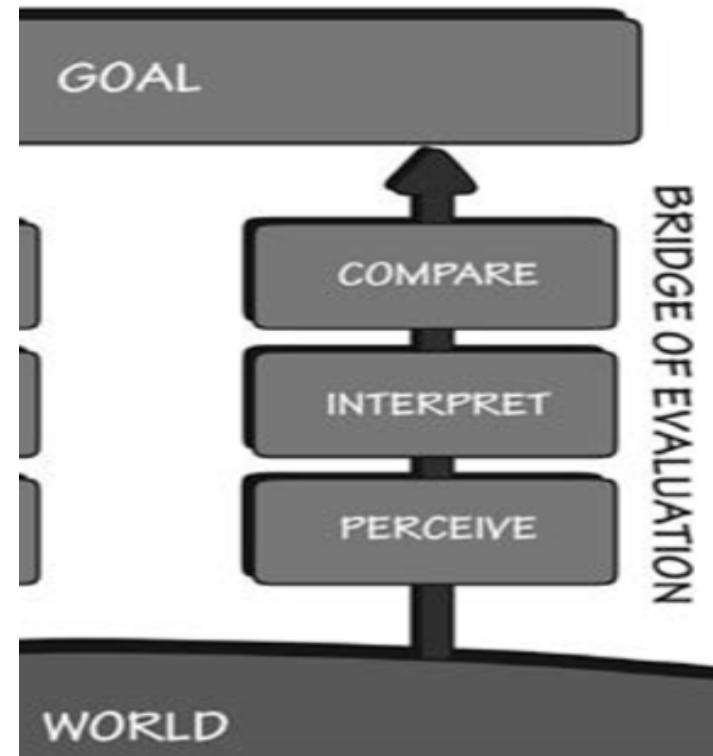 GOAL
COMPARE
INTERPRET
PERCEIVE
BRIDGE OF EVALUATION
WORLD